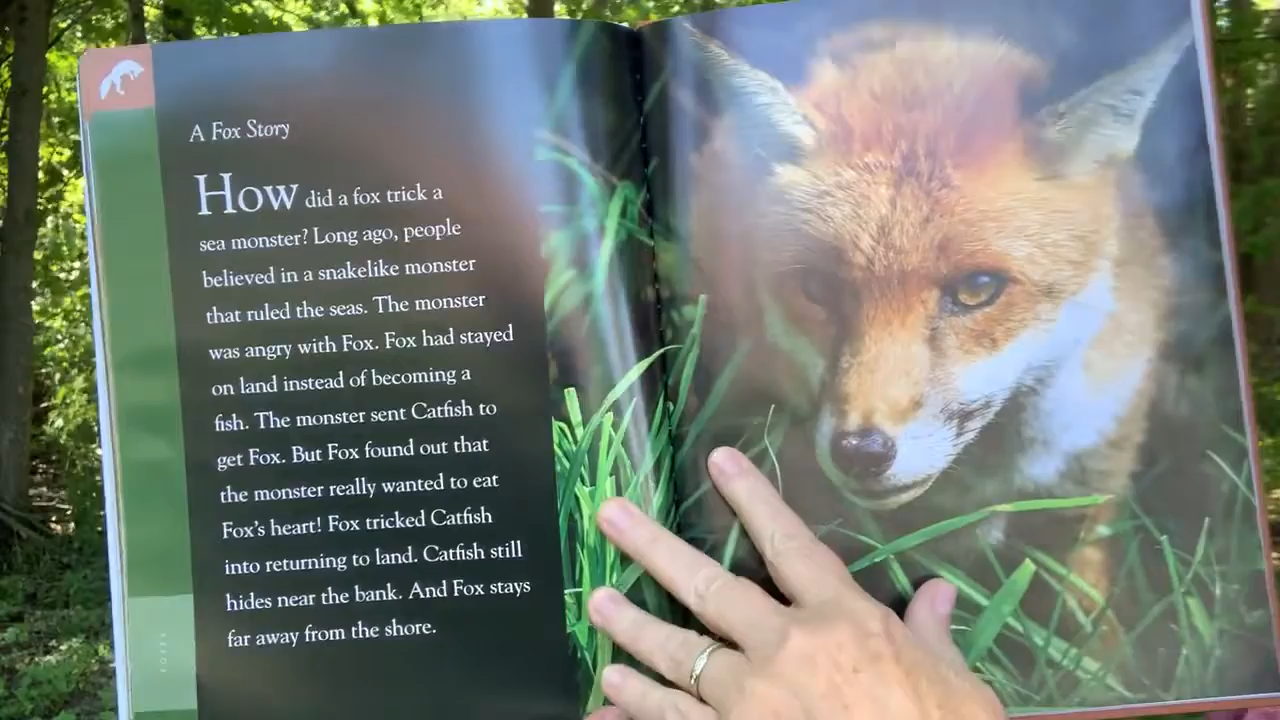 A Fox Story
How did a fox trick a
sea monster? Long ago, people
believed in a snakelike monster
that ruled the seas. The monster
was angry with Fox. Fox had stayed
on land instead of becoming a
fish. The monster sent Catfish to
get Fox. But Fox found out that
the monster really wanted to eat
Fox's heart! Fox tricked Catfish
into returning to land. Catfish still
hides near the bank. And Fox stays
far away from the shore.
FOXES